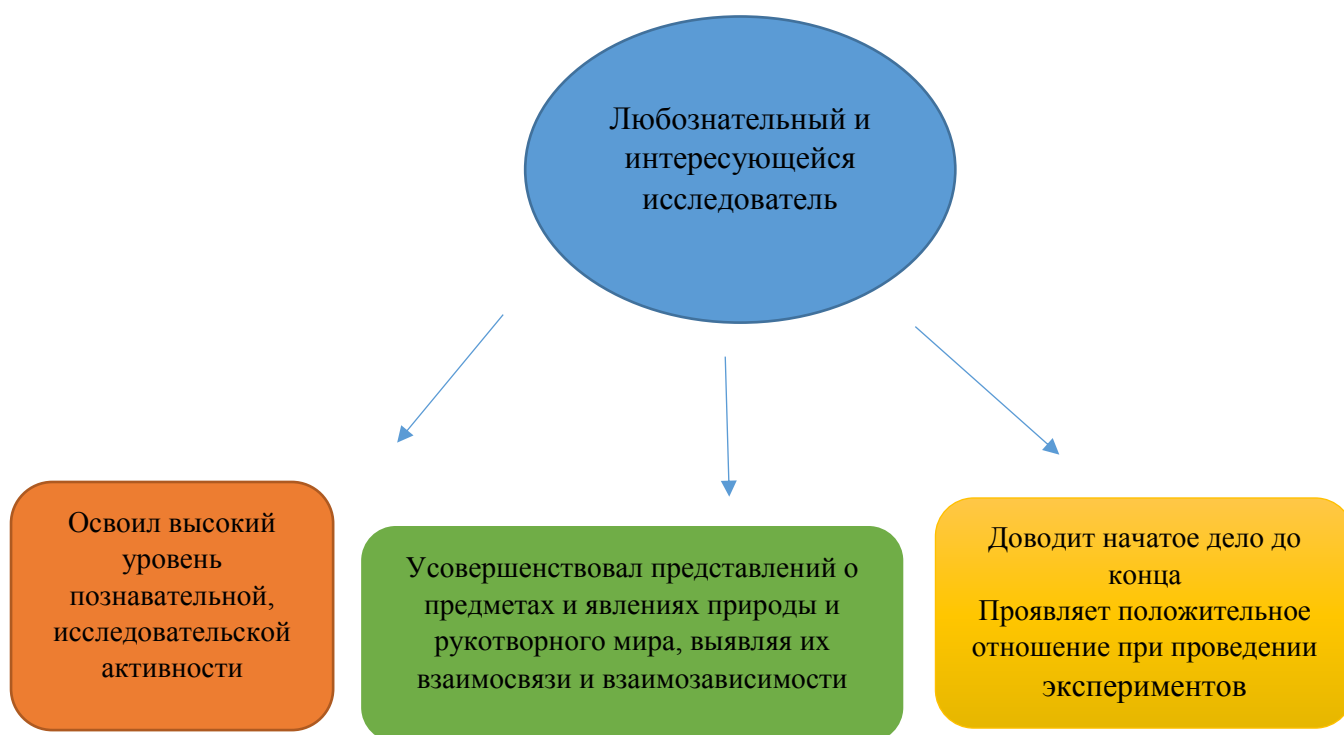 Любознательный и
интересующейся
исследователь
Освоил высокий
уровень
познавательной,
исследовательской
активности
Усовершенствовал представлений о
предметах и явлениях природы и
рукотворного мира, выявляя их
взаимосвязи и взаимозависимости
Доводит начатое дело до
конца
Проявляет положительное
отношение при проведении
экспериментов